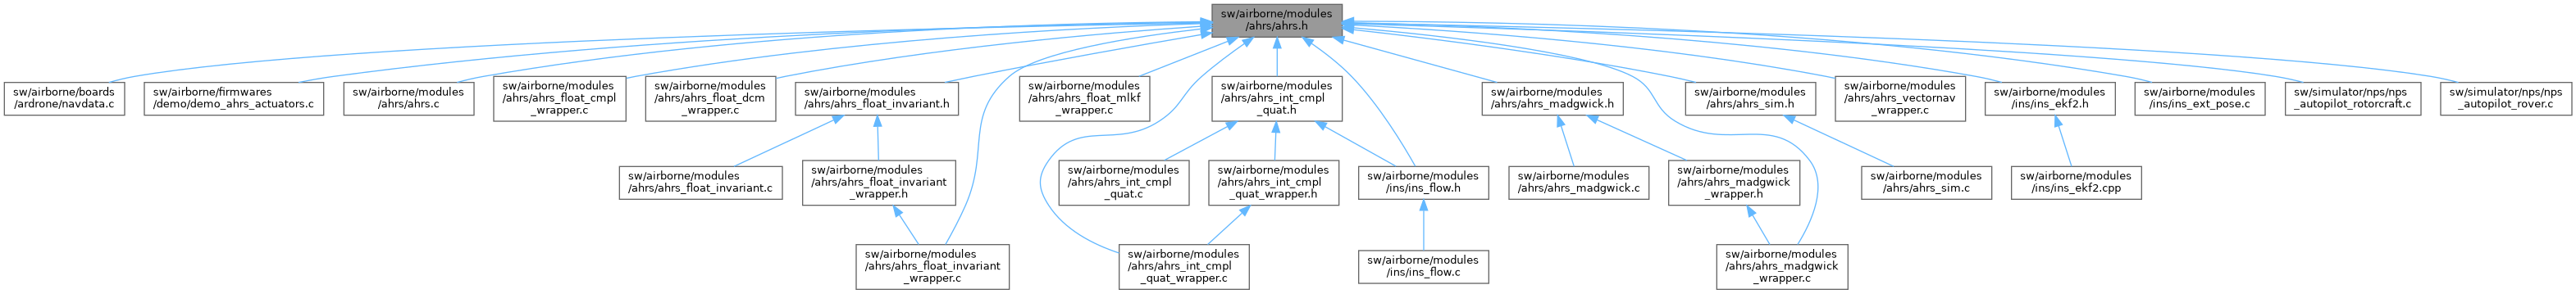 sw/airborne/modules
/ahrs/ahrs.h
sw/airborne/boards
/ardrone/navdata.c
sw/airborne/firmwares
/demo/demo_ahrs_actuators.c
sw/airborne/modules
/ahrs/ahrs.c
sw/airborne/modules
/ahrs/ahrs_float_cmpl
_wrapper.c
sw/airborne/modules
/ahrs/ahrs_float_dcm
_wrapper.c
sw/airborne/modules
/ahrs/ahrs_float_invariant.h
sw/airborne/modules
/ahrs/ahrs_float_mlkf
_wrapper.c
sw/airborne/modules
/ahrs/ahrs_int_cmpl
_quat.h
sw/airborne/modules
/ahrs/ahrs_madgwick.h
sw/airborne/modules
/ahrs/ahrs_sim.h
sw/airborne/modules
/ahrs/ahrs_vectornav
_wrapper.c
sw/airborne/modules
/ins/ins_ekf2.h
sw/airborne/modules
/ins/ins_ext_pose.c
sw/simulator/nps/nps
_autopilot_rotorcraft.c
sw/simulator/nps/nps
_autopilot_rover.c
sw/airborne/modules
/ahrs/ahrs_float_invariant.c
sw/airborne/modules
/ahrs/ahrs_float_invariant
_wrapper.h
sw/airborne/modules
/ahrs/ahrs_int_cmpl
_quat.c
sw/airborne/modules
/ahrs/ahrs_int_cmpl
_quat_wrapper.h
sw/airborne/modules
/ins/ins_flow.h
sw/airborne/modules
/ahrs/ahrs_madgwick.c
sw/airborne/modules
/ahrs/ahrs_madgwick
_wrapper.h
sw/airborne/modules
/ahrs/ahrs_sim.c
sw/airborne/modules
/ins/ins_ekf2.cpp
sw/airborne/modules
/ahrs/ahrs_float_invariant
_wrapper.c
sw/airborne/modules
/ahrs/ahrs_int_cmpl
_quat_wrapper.c
sw/airborne/modules
/ins/ins_flow.c
sw/airborne/modules
/ahrs/ahrs_madgwick
_wrapper.c